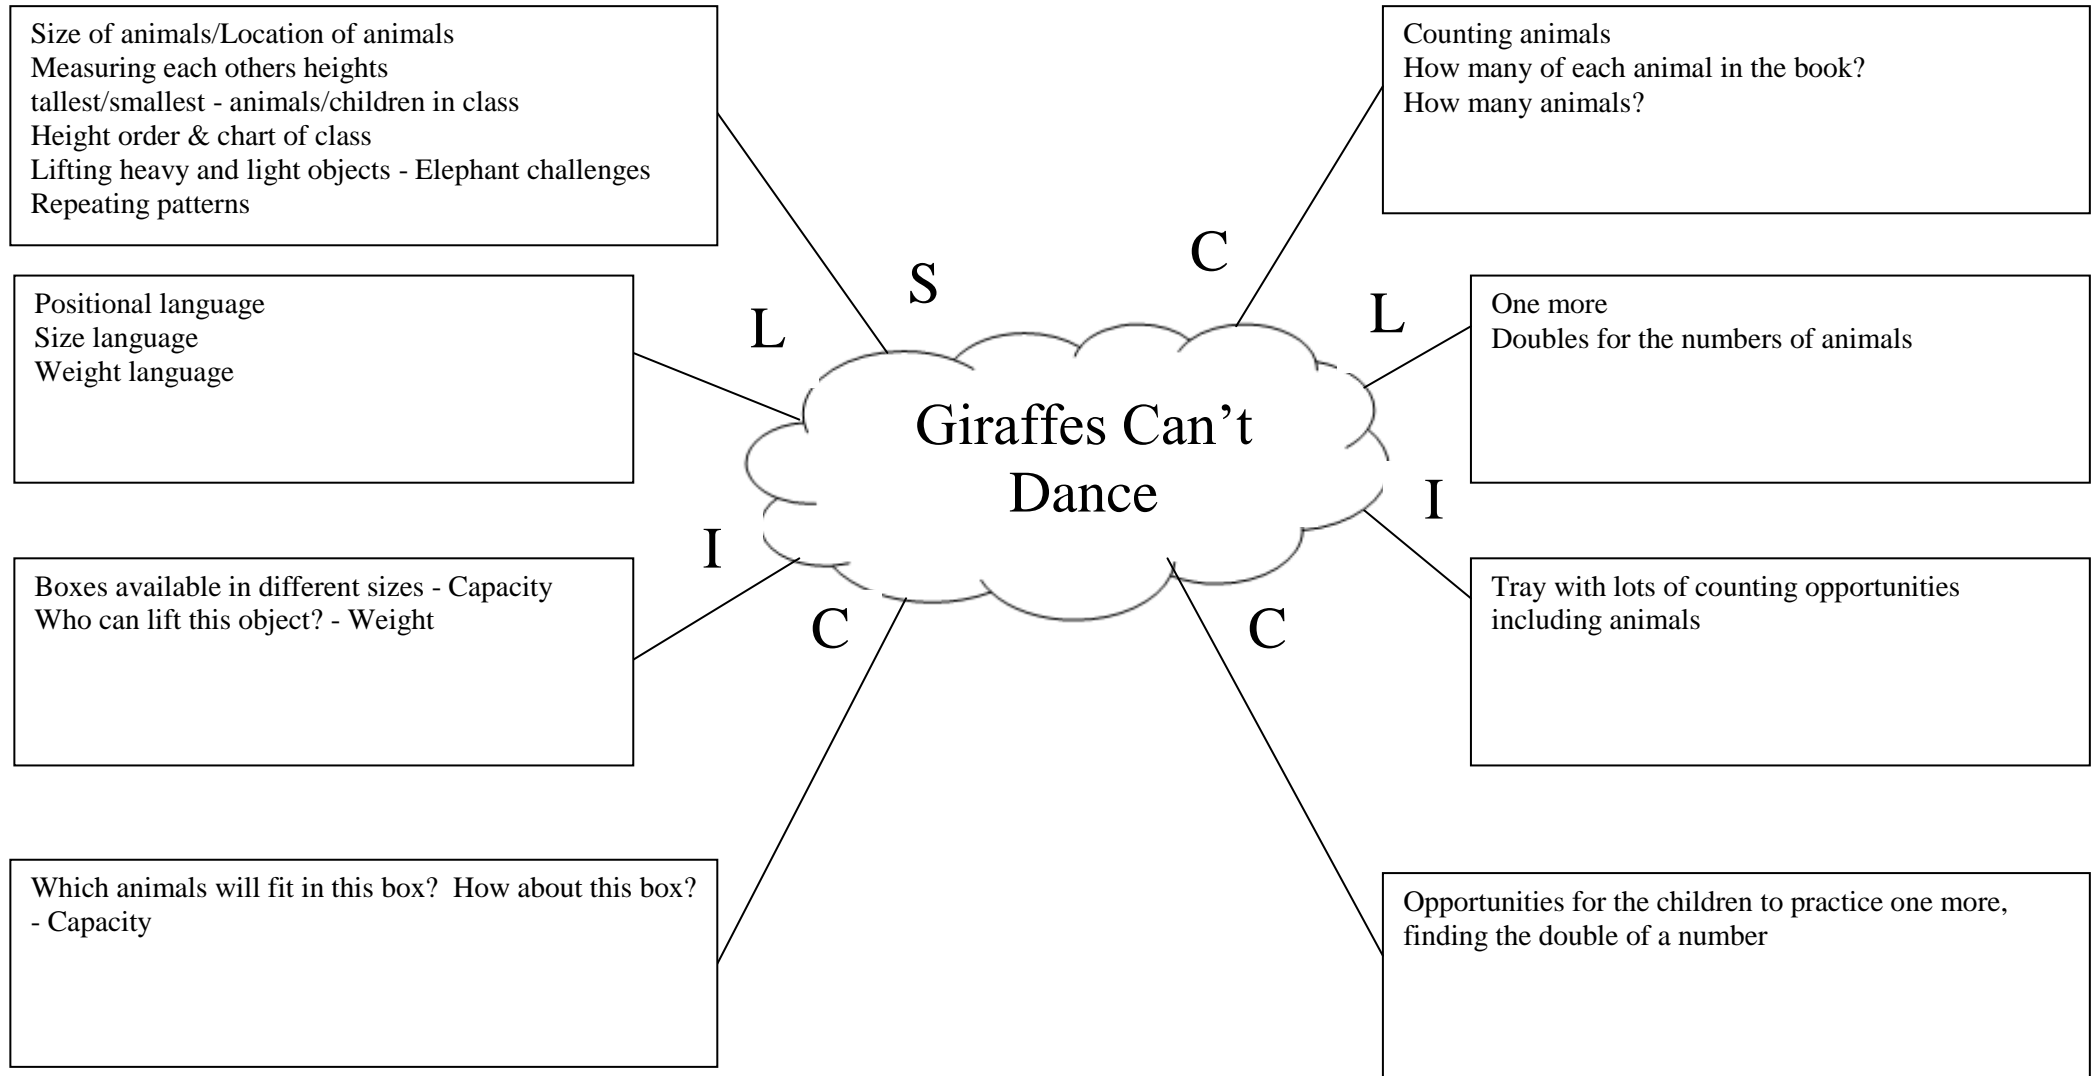 Size of animals/Location of animals
Measuring each others heights
tallest/smallest - animals/children in class
Height order & chart of class
Lifting heavy and light objects - Elephant challenges
Repeating patterns
Counting animals
How many of each animal in the book?
How many animals?
S
C
Positional language
Size language
Weight language
L
L
One more
Doubles for the numbers of animals
Giraffes Can’t
Dance
I
I
Boxes available in different sizes - Capacity
Who can lift this object? - Weight
Tray with lots of counting opportunities
including animals
C
C
Which animals will fit in this box?  How about this box?
- Capacity
Opportunities for the children to practice one more,
finding the double of a number